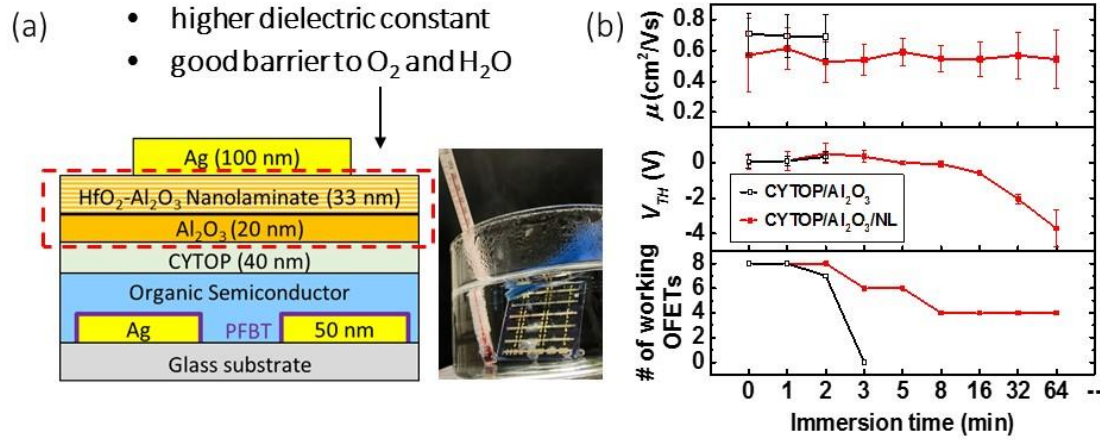 (a)
• higher dielectric constant
• good barrier to O₂ and H₂O
Ag (100 nm)
HfO₂-Al₂O₃ Nanolaminate (33 nm)
Al₂O₃ (20 nm)
CYTOP (40 nm)
Organic Semiconductor
Ag PFBT 50 nm
Glass substrate
(b)
μ (cm²/Vs)
0.8
0.6
0.4
0.2
V_TH (V)
0
-2
-4
CYTOP/Al₂O₃
CYTOP/Al₂O₃/NL
# of working
OFETs
8
6
4
2
0
0 1 2 3 5 8 16 32 64 --
Immersion time (min)